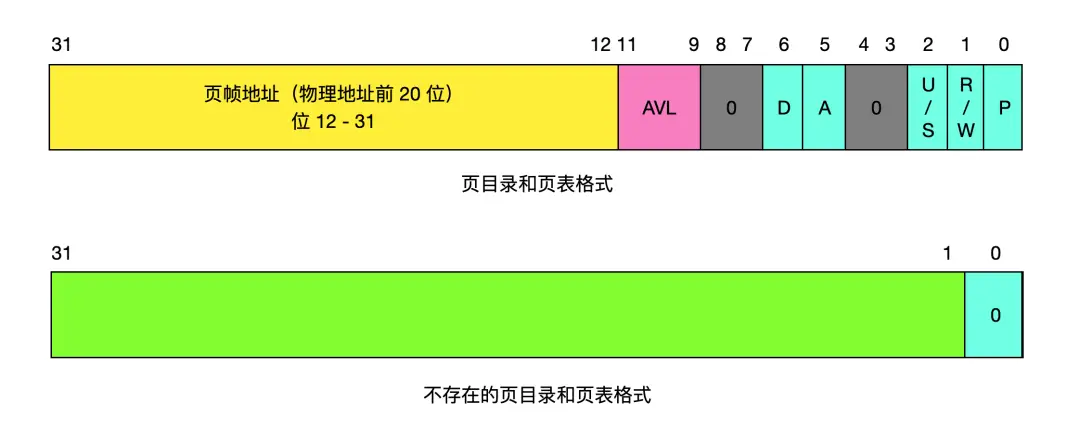 31 12 11 9 8 7 6 5 4 3 2 1 0
页帧地址（物理地址前 20 位）
位 12 - 31
AVL 0 D A 0 U/S R/W P
页目录和页表格式
31 1 0
0
不存在的页目录和页表格式